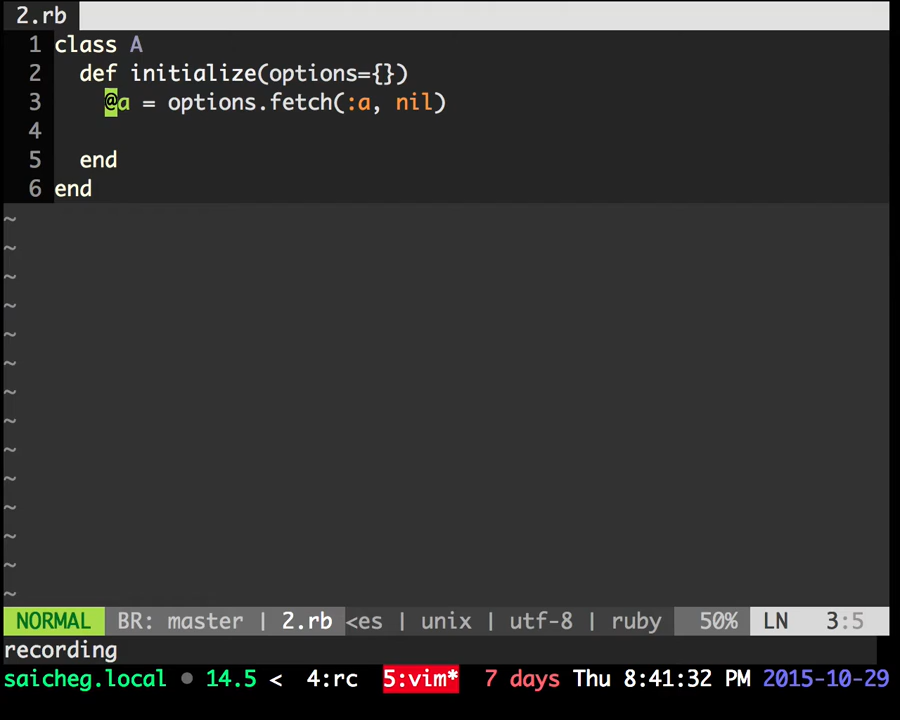 2.rb
1 class A
2   def initialize(options={})
3     @a = options.fetch(:a, nil)
4
5   end
6 end
~
~
~
~
~
~
~
~
~
~
~
~
~
~
NORMAL BR: master | 2.rb <es | unix | utf-8 | ruby 50% LN 3:5
recording
saicheg.local ● 14.5 < 4:rc 5:vim* 7 days Thu 8:41:32 PM 2015-10-29